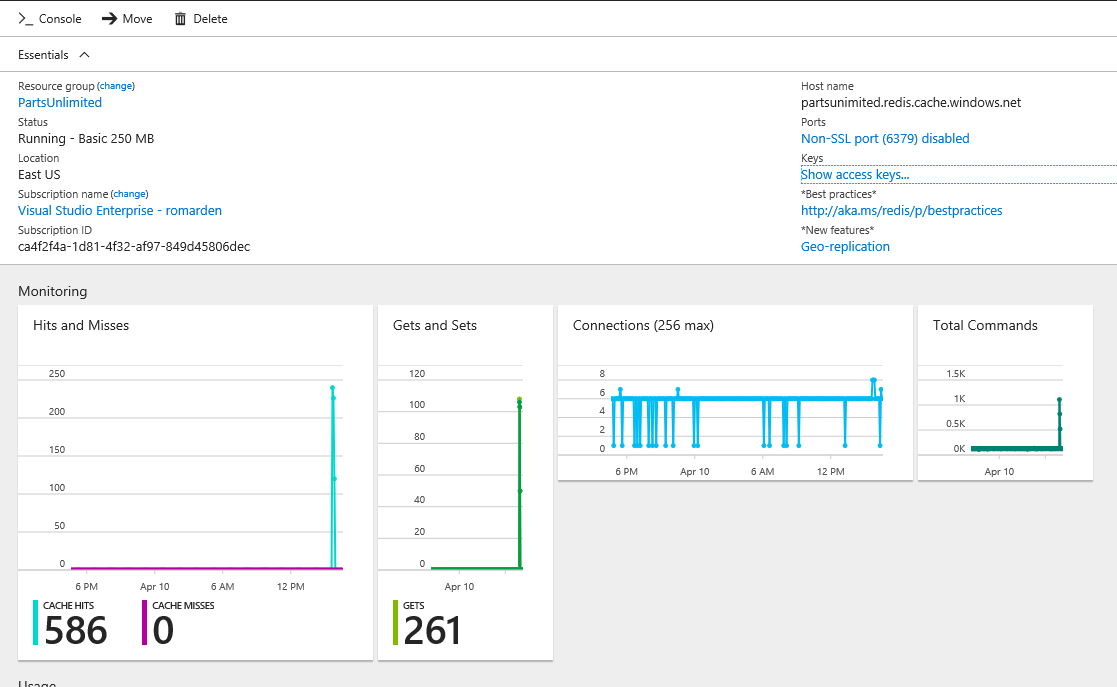 Console Move Delete
Essentials
Resource group (change)
PartsUnlimited
Status
Running - Basic 250 MB
Location
East US
Subscription name (change)
Visual Studio Enterprise - romarden
Subscription ID
ca4f2f4a-1d81-4f32-af97-849d45806dec
Host name
partsunlimited.redis.cache.windows.net
Ports
Non-SSL port (6379) disabled
Keys
Show access keys...
*Best practices*
http://aka.ms/redis/p/bestpractices
*New features*
Geo-replication
Monitoring
Hits and Misses
250
200
150
100
50
0
6 PM Apr 10 6 AM 12 PM
CACHE HITS
586
CACHE MISSES
0
Gets and Sets
120
100
80
60
40
20
0
Apr 10
GETS
261
Connections (256 max)
8
6
4
2
0
6 PM Apr 10 6 AM 12 PM
Total Commands
1.5K
1K
0.5K
0K
Apr 10
Usage